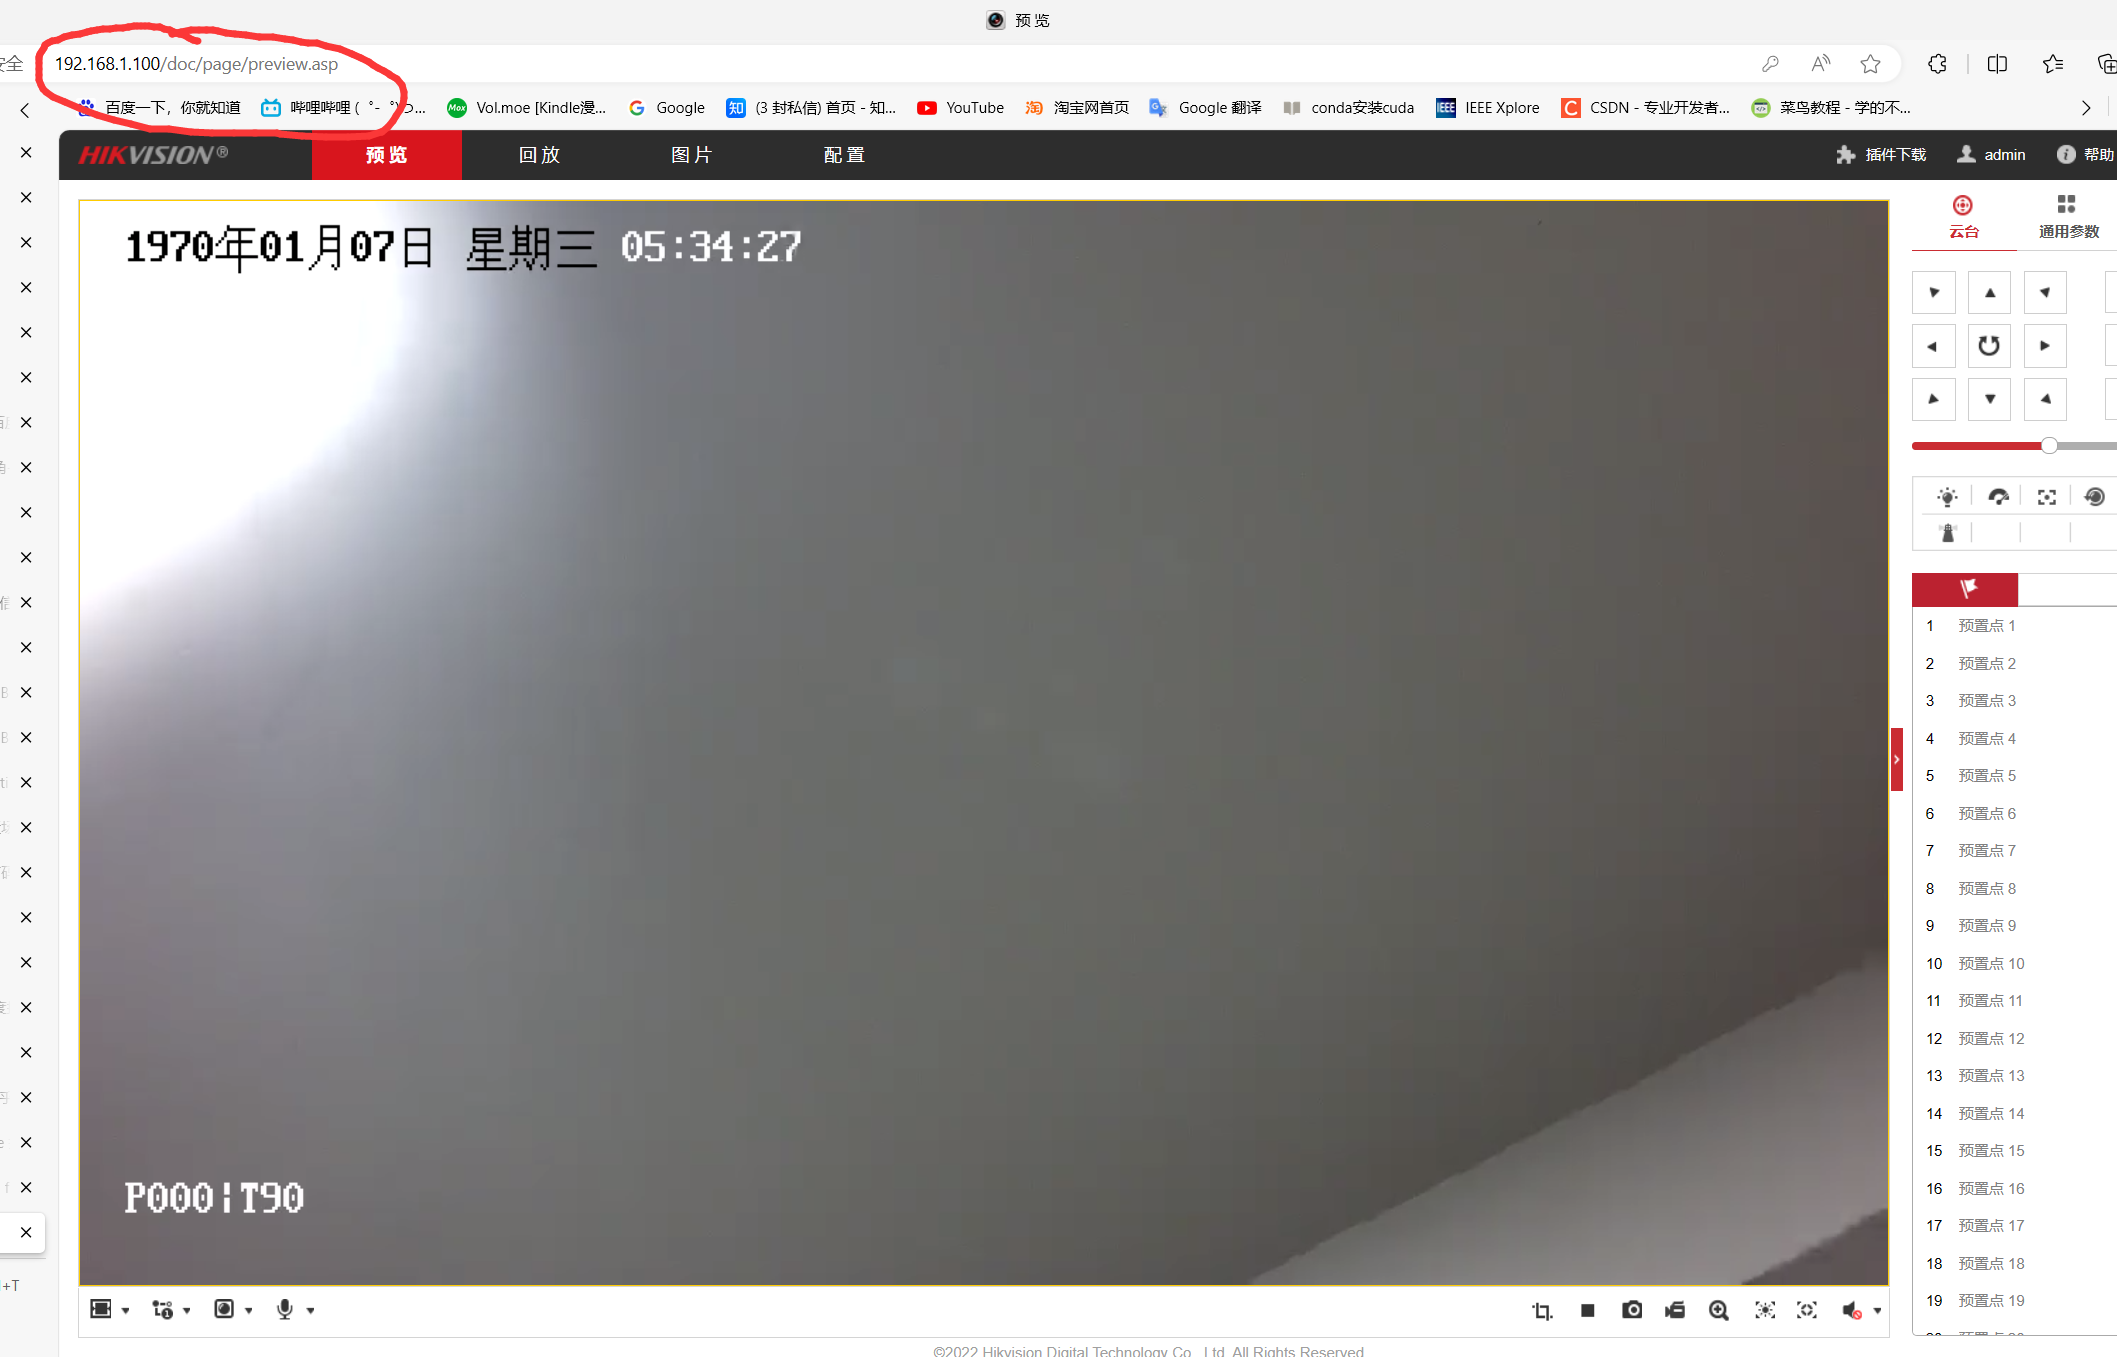 预览
安全 192.168.1.100/doc/page/preview.asp
百度一下，你就知道 哔哩哔哩 ( ゜- ゜)つ... Vol.moe [Kindle漫... Google (3 封私信) 首页 - 知... YouTube 淘宝网首页 Google 翻译 conda安装cuda IEEE Xplore CSDN - 专业开发者... 菜鸟教程 - 学的不...
HIKVISION® 预览 回放 图片 配置 插件下载 admin 帮助
云台 通用参数
1970年01月07日 星期三 05:34:27
1 预置点 1
2 预置点 2
3 预置点 3
4 预置点 4
5 预置点 5
6 预置点 6
7 预置点 7
8 预置点 8
9 预置点 9
10 预置点 10
11 预置点 11
12 预置点 12
13 预置点 13
14 预置点 14
15 预置点 15
16 预置点 16
17 预置点 17
18 预置点 18
19 预置点 19
P000|T90
+T
©2022 Hikvision Digital Technology Co., Ltd. All Rights Reserved.